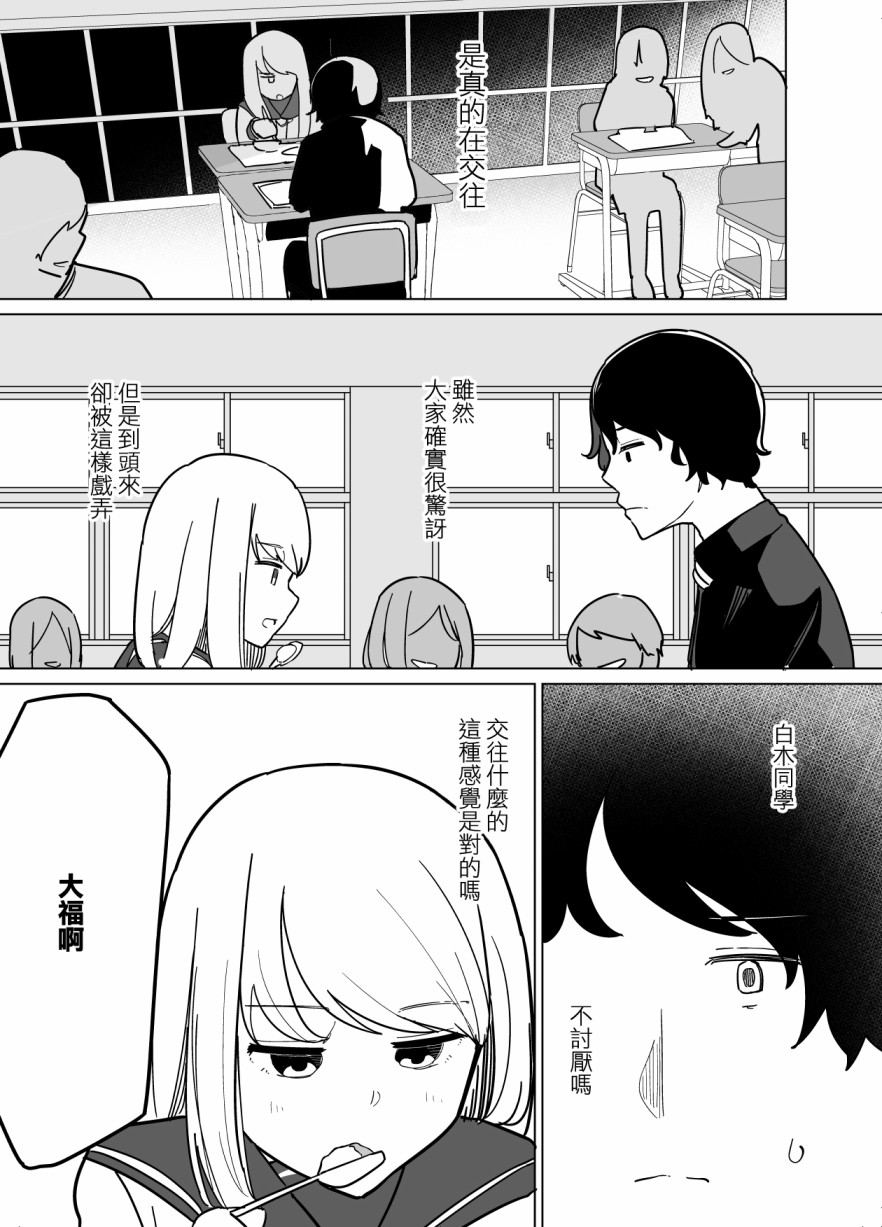 是真的在交往
雖然
大家確實很驚訝
但是到頭來
卻被這樣戲弄
白木同學
不討厭嗎
交往什麼的
這種感覺是對的嗎
大福啊